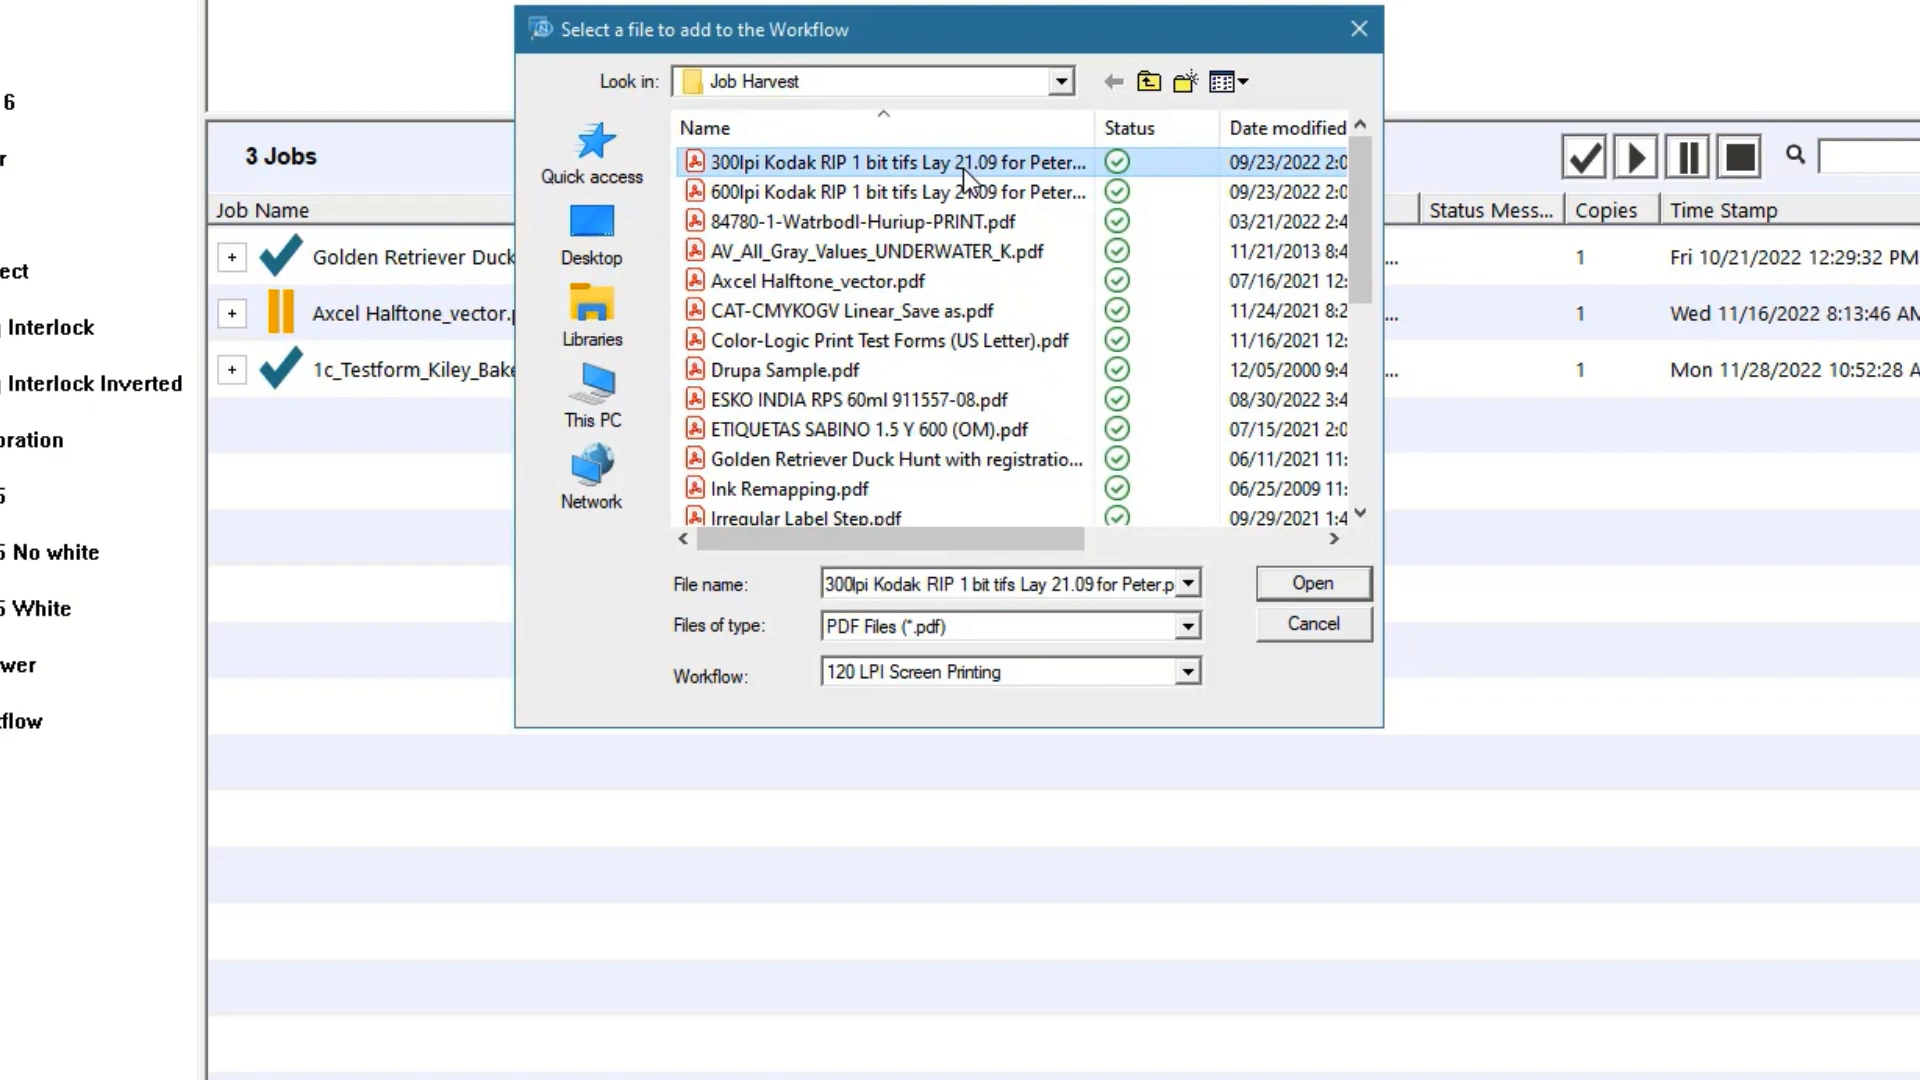 Select a file to add to the Workflow
Look in: Job Harvest
Quick access
Desktop
Libraries
This PC
Network
Name Status Date modified
300lpi Kodak RIP 1 bit tifs Lay 21.09 for Peter... 09/23/2022 2:0
600lpi Kodak RIP 1 bit tifs Lay 21.09 for Peter... 09/23/2022 2:0
84780-1-Watrbodl-Huriup-PRINT.pdf 03/21/2022 2:4
AV_All_Gray_Values_UNDERWATER_K.pdf 11/21/2013 8:4
Axcel Halftone_vector.pdf 07/16/2021 12:
CAT-CMYKOGV Linear_Save as.pdf 11/24/2021 8:2
Color-Logic Print Test Forms (US Letter).pdf 11/16/2021 12:
Drupa Sample.pdf 12/05/2000 9:4
ESKO INDIA RPS 60ml 911557-08.pdf 08/30/2022 3:4
ETIQUETAS SABINO 1.5 Y 600 (OM).pdf 07/15/2021 2:0
Golden Retriever Duck Hunt with registratio... 06/11/2021 11:
Ink Remapping.pdf 06/25/2009 11:
Irregular Label Step.pdf 09/29/2021 1:4
File name: 300lpi Kodak RIP 1 bit tifs Lay 21.09 for Peter.p
Open
Files of type: PDF Files (*.pdf)
Cancel
Workflow: 120 LPI Screen Printing
6
r
ect
g Interlock
g Interlock Inverted
oration
5
5 No white
5 White
wer
flow
3 Jobs
Job Name Status Mess... Copies Time Stamp
Golden Retriever Duck ... 1 Fri 10/21/2022 12:29:32 PM
Axcel Halftone_vector.p ... 1 Wed 11/16/2022 8:13:46 AM
1c_Testform_Kiley_Bake ... 1 Mon 11/28/2022 10:52:28 A